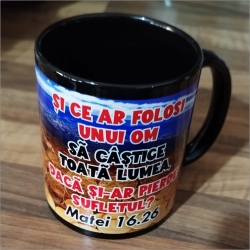 ȘI CE AR FOLOSI
UNUI OM
SĂ CÂȘTIGE
TOATĂ LUMEA,
DACĂ ȘI-AR PIERDE
SUFLETUL?
Matei 16.26